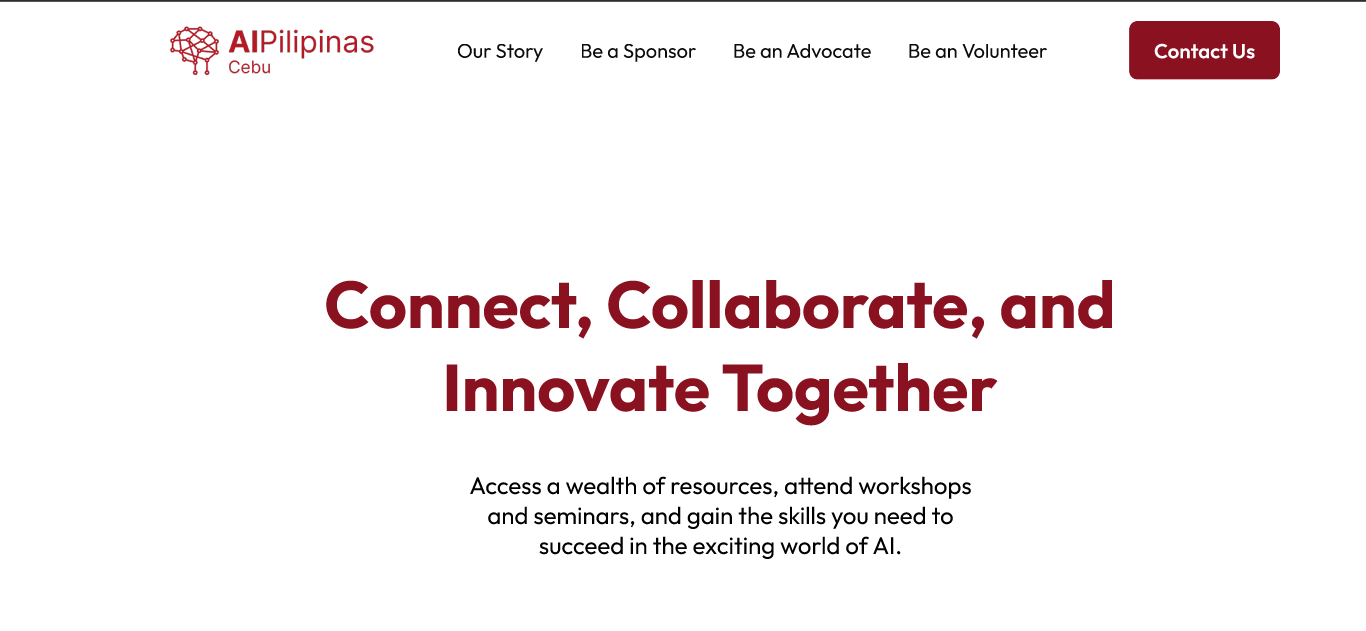 AIPilipinas
Cebu
Our Story
Be a Sponsor
Be an Advocate
Be an Volunteer
Contact Us
Connect, Collaborate, and
Innovate Together
Access a wealth of resources, attend workshops
and seminars, and gain the skills you need to
succeed in the exciting world of AI.